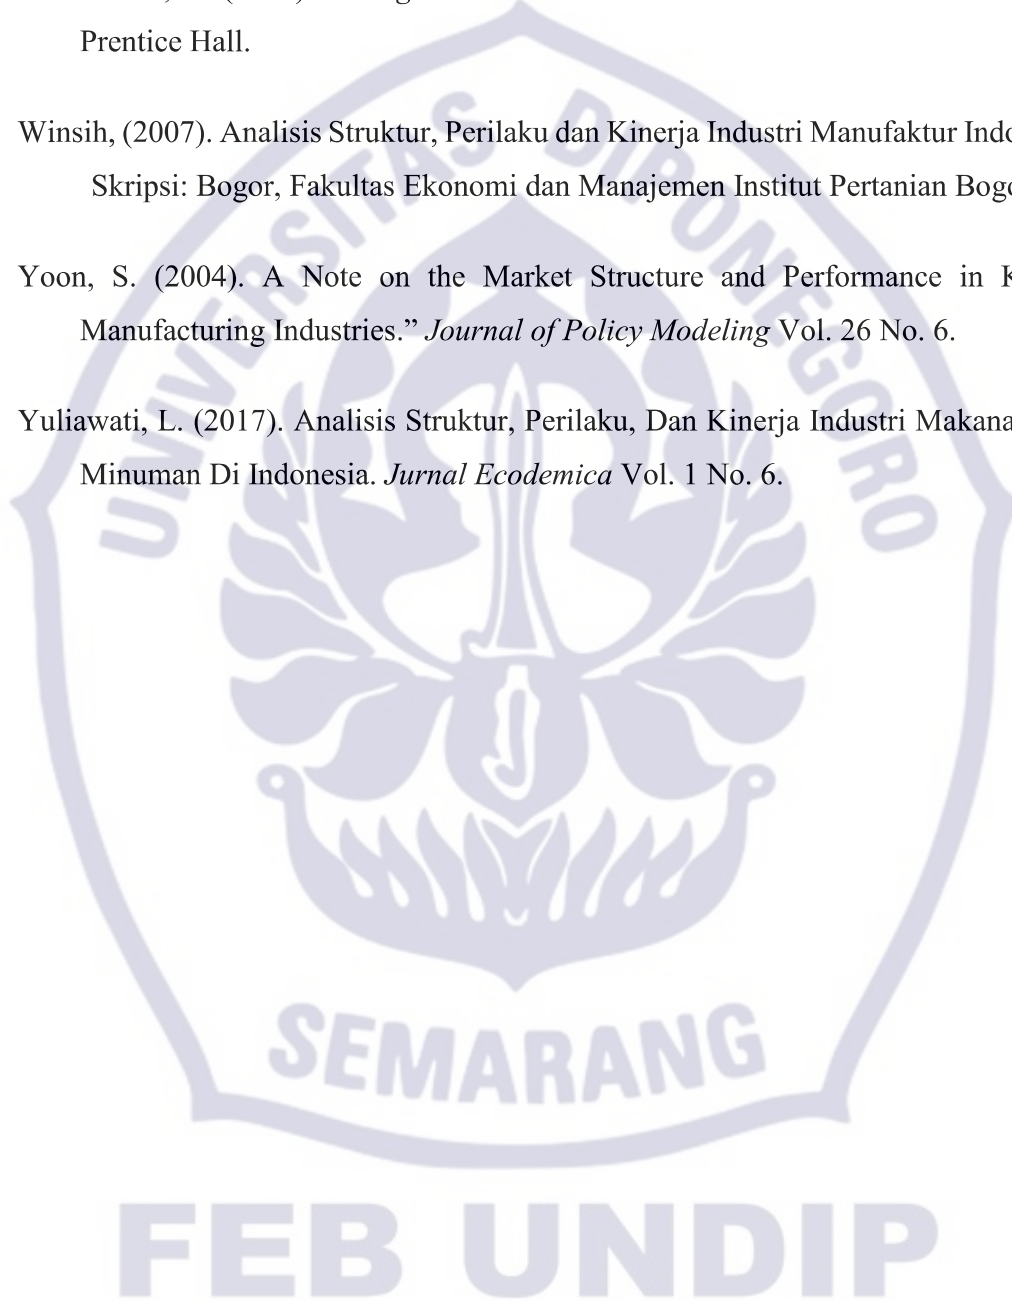 Prentice Hall.
Winsih, (2007). Analisis Struktur, Perilaku dan Kinerja Industri Manufaktur
Skripsi: Bogor, Fakultas Ekonomi dan Manajemen Institut Pertanian
Yoon, S. (2004). A Note on the Market Structure and Performance in
Manufacturing Industries.” Journal of Policy Modeling Vol. 26 No. 6.
Yuliawati, L. (2017). Analisis Struktur, Perilaku, Dan Kinerja Industri
Minuman Di Indonesia. Jurnal Ecodemica Vol. 1 No. 6.
UNIVERSITAS DIPONEGORO
SEMARANG
FEB UNDIP